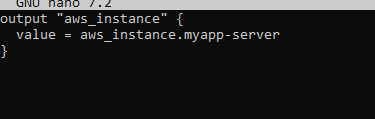 GNU nano 7.2
output "aws_instance" {
  value = aws_instance.myapp-server
}